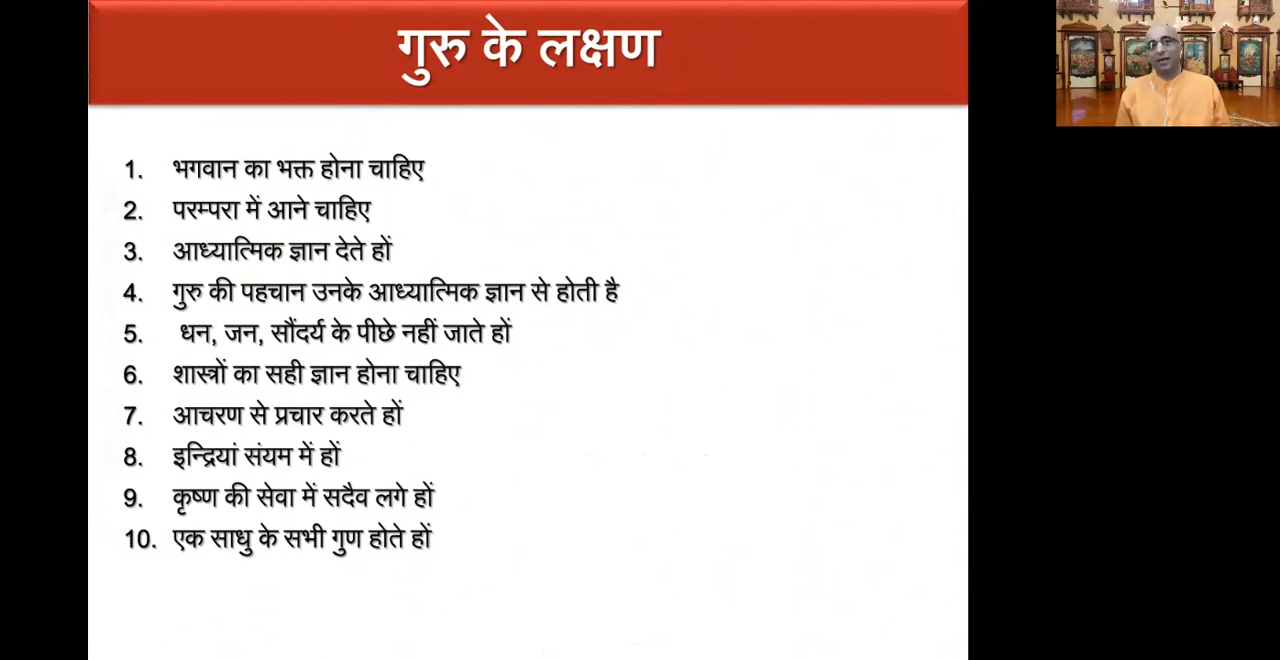 गुरु के लक्षण
1. भगवान का भक्त होना चाहिए
2. परम्परा में आने चाहिए
3. आध्यात्मिक ज्ञान देते हों
4. गुरु की पहचान उनके आध्यात्मिक ज्ञान से होती है
5. धन, जन, सौंदर्य के पीछे नहीं जाते हों
6. शास्त्रों का सही ज्ञान होना चाहिए
7. आचरण से प्रचार करते हों
8. इन्द्रियां संयम में हों
9. कृष्ण की सेवा में सदैव लगे हों
10. एक साधु के सभी गुण होते हों